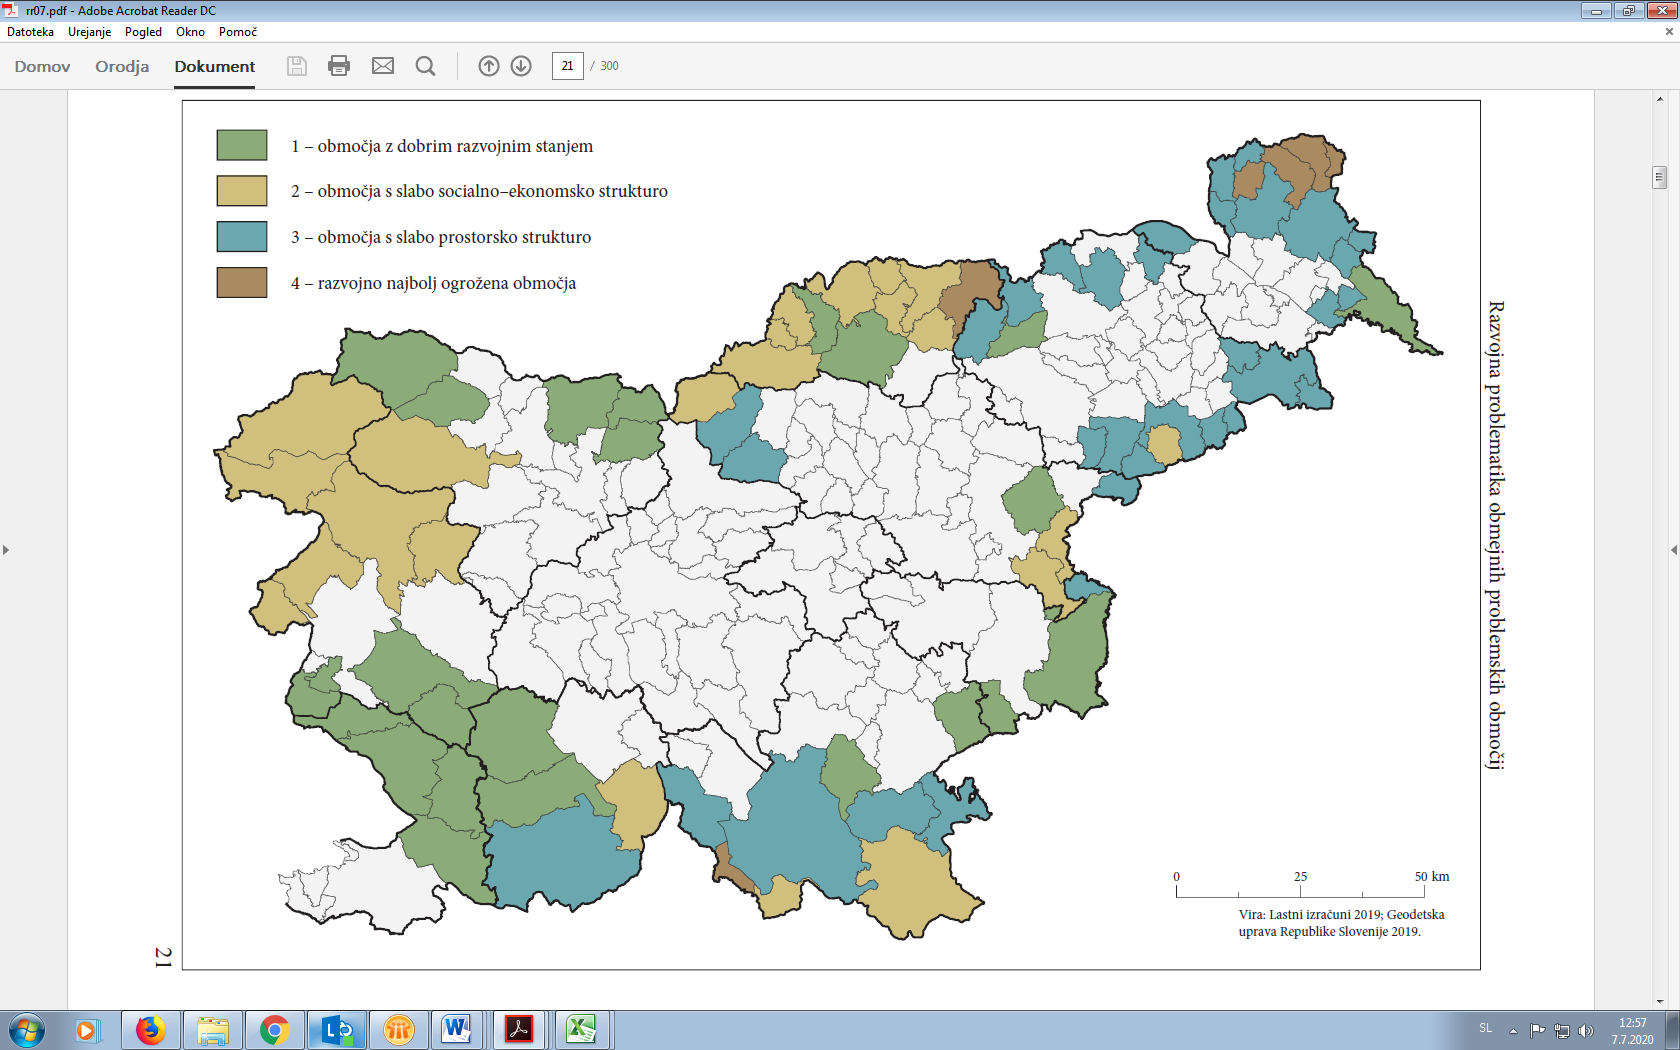 rr07.pdf - Adobe Acrobat Reader DC
Datoteka Urejanje Pogled Okno Pomoč
Domov Orodja Dokument 21 / 300
1 – območja z dobrim razvojnim stanjem
2 – območja s slabo socialno–ekonomsko strukturo
3 – območja s slabo prostorsko strukturo
4 – razvojno najbolj ogrožena območja
Razvojna problematika obmejnih problemskih območij
0 25 50 km
Vira: Lastni izračuni 2019; Geodetska
uprava Republike Slovenije 2019.
21
SL
12:57
7.7.2020